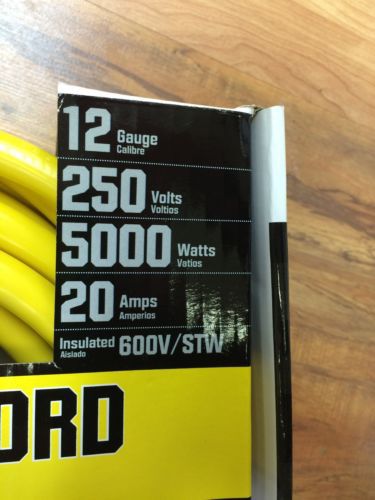 12 Gauge
Calibre
250 Volts
Voltios
5000 Watts
Vatios
20 Amps
Amperios
Insulated 600V/STW
Aislado
ORD